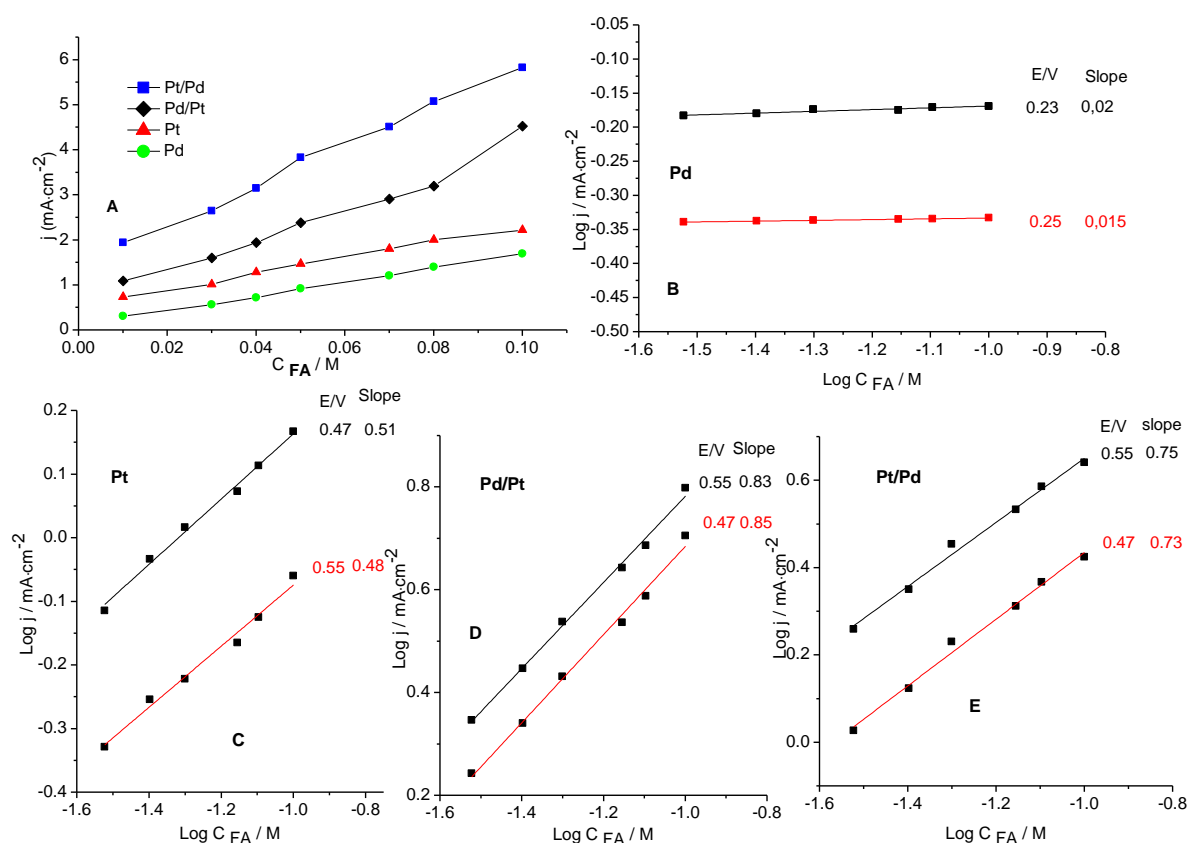 6
5
4
3
2
1
0
j (mA·cm-2)
Pt/Pd
Pd/Pt
Pt
Pd
A
0.00 0.02 0.04 0.06 0.08 0.10
C FA / M
-0.05
-0.10
-0.15
-0.20
-0.25
-0.30
-0.35
-0.40
-0.45
-0.50
Log j / mA·cm-2
E/V Slope
0.23 0,02
Pd
0.25 0,015
B
-1.6 -1.5 -1.4 -1.3 -1.2 -1.1 -1.0 -0.9 -0.8
Log C FA / M
0.2
0.1
0.0
-0.1
-0.2
-0.3
-0.4
Log j / mA·cm-2
E/V Slope
0.47 0.51
Pt
0.55 0.48
C
-1.6 -1.4 -1.2 -1.0 -0.8
Log C FA / M
0.8
0.6
0.4
0.2
Log j / mA·cm-2
E/V Slope
Pd/Pt
0.55 0.83
0.47 0.85
D
-1.6 -1.4 -1.2 -1.0 -0.8
Log C FA / M
0.6
0.4
0.2
0.0
Log j / mA·cm-2
E/V slope
Pt/Pd
0.55 0.75
0.47 0.73
E
-1.6 -1.4 -1.2 -1.0 -0.8
Log C FA / M